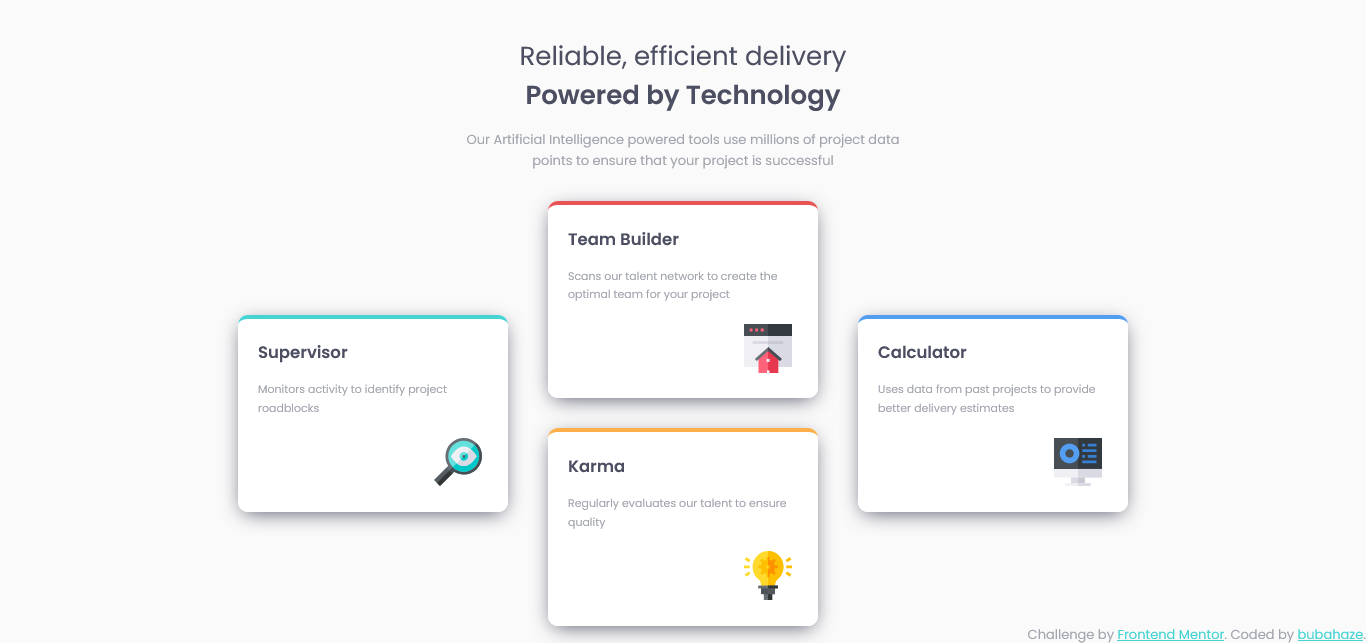 Reliable, efficient delivery
Powered by Technology
Our Artificial Intelligence powered tools use millions of project data
points to ensure that your project is successful
Team Builder
Scans our talent network to create the
optimal team for your project
Supervisor
Monitors activity to identify project
roadblocks
Calculator
Uses data from past projects to provide
better delivery estimates
Karma
Regularly evaluates our talent to ensure
quality
Challenge by Frontend Mentor. Coded by bubahaze.